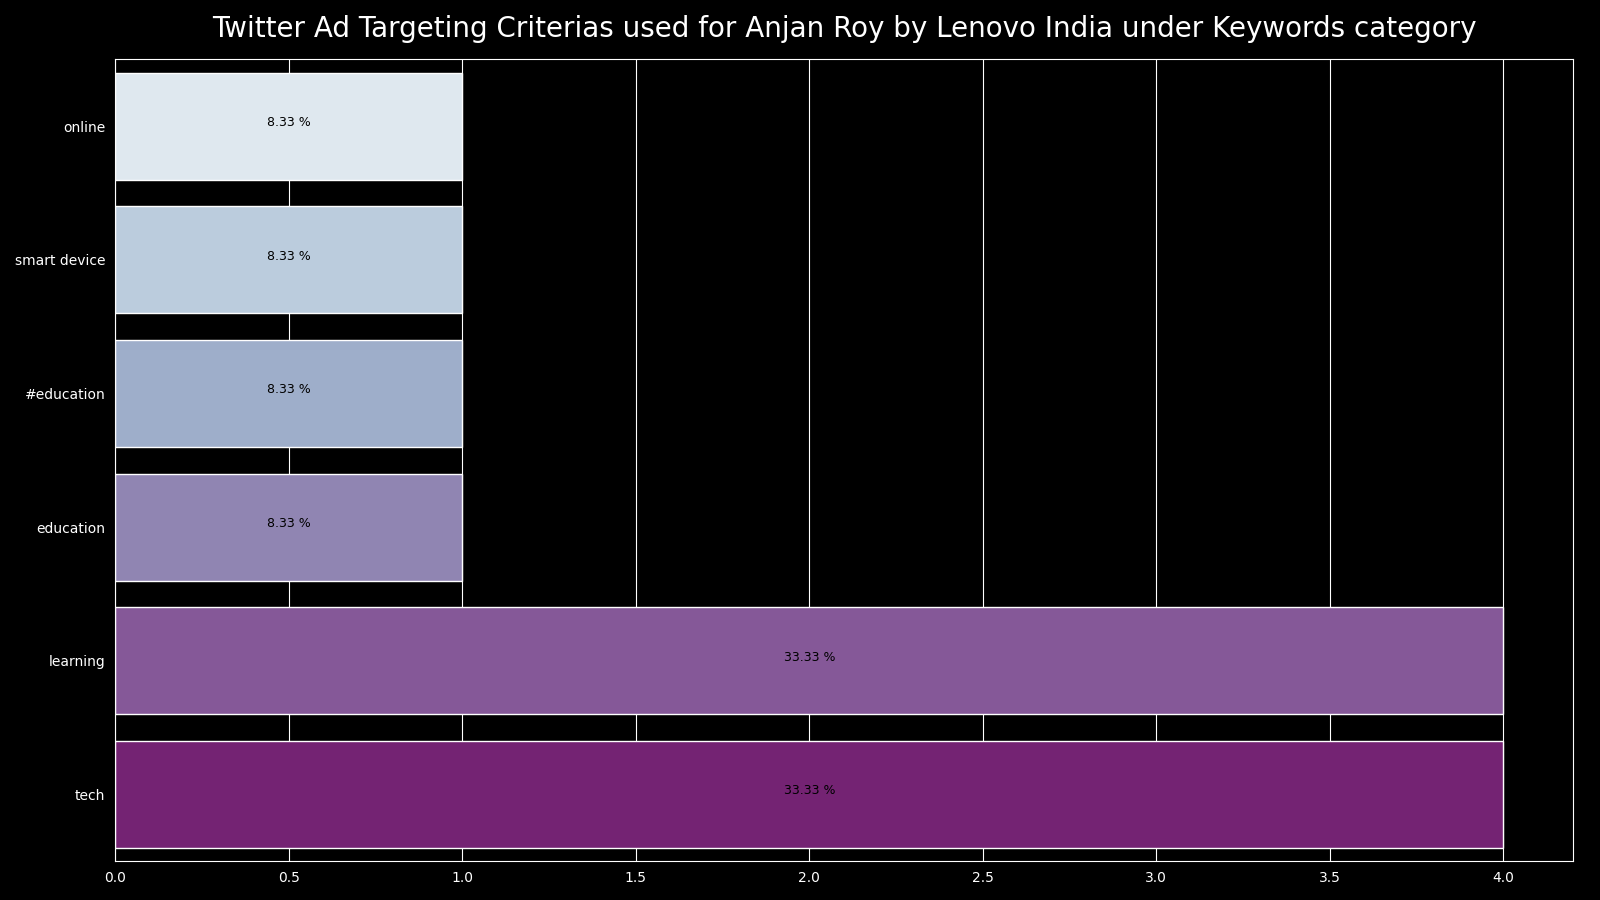 Twitter Ad Targeting Criterias used for Anjan Roy by Lenovo India under Keywords category
online
8.33 %
smart device
8.33 %
#education
8.33 %
education
8.33 %
learning
33.33 %
tech
33.33 %
0.0 0.5 1.0 1.5 2.0 2.5 3.0 3.5 4.0